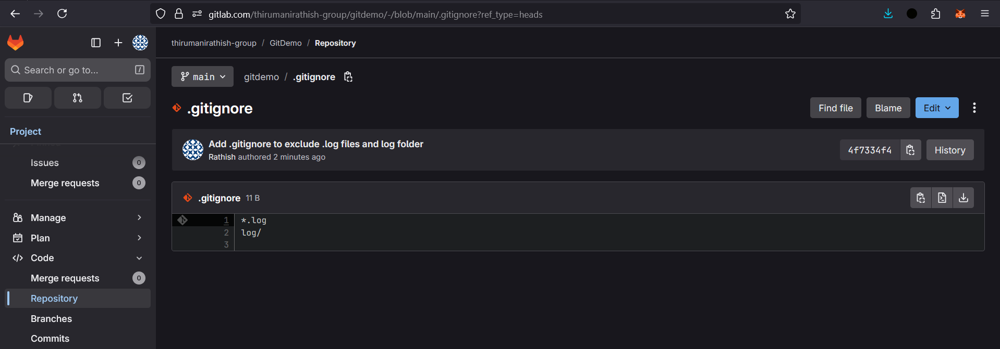 gitlab.com/thirumanirathish-group/gitdemo/-/blob/main/.gitignore?ref_type=heads
Search or go to... /
Project
Issues 0
Merge requests 0
Manage
Plan
Code
Merge requests 0
Repository
Branches
Commits
thirumanirathish-group / GitDemo / Repository
main gitdemo / .gitignore
.gitignore Find file Blame Edit
Add .gitignore to exclude .log files and log folder
Rathish authored 2 minutes ago
4f7334f4 History
.gitignore 11 B
1 *.log
2 log/
3